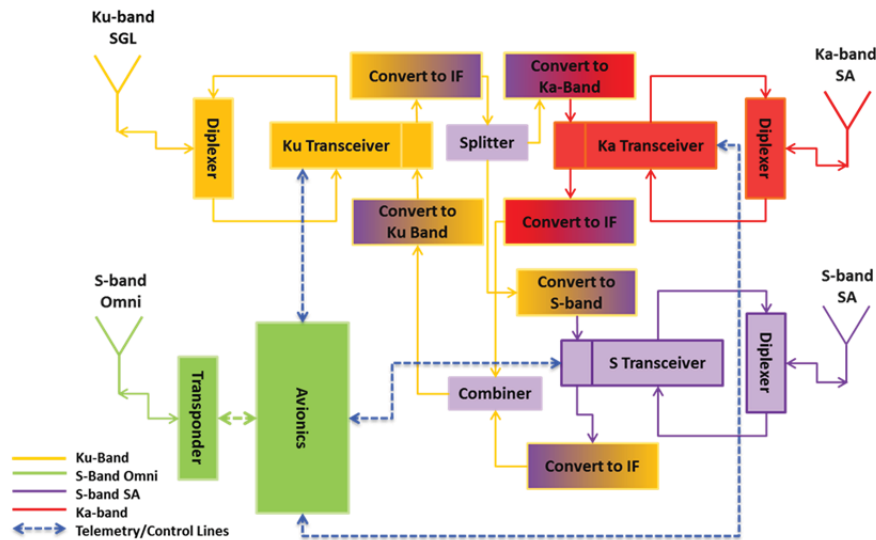 Ku-band
SGL
Convert to IF
Convert to
Ka-Band
Ka-band
SA
Diplexer
Ku Transceiver
Splitter
Ka Transceiver
Diplexer
Convert to
Ku Band
Convert to IF
S-band
Omni
Convert to
S-band
S-band
SA
Transponder
Avionics
Combiner
S Transceiver
Diplexer
Convert to IF
Ku-Band
S-Band Omni
S-band SA
Ka-band
Telemetry/Control Lines